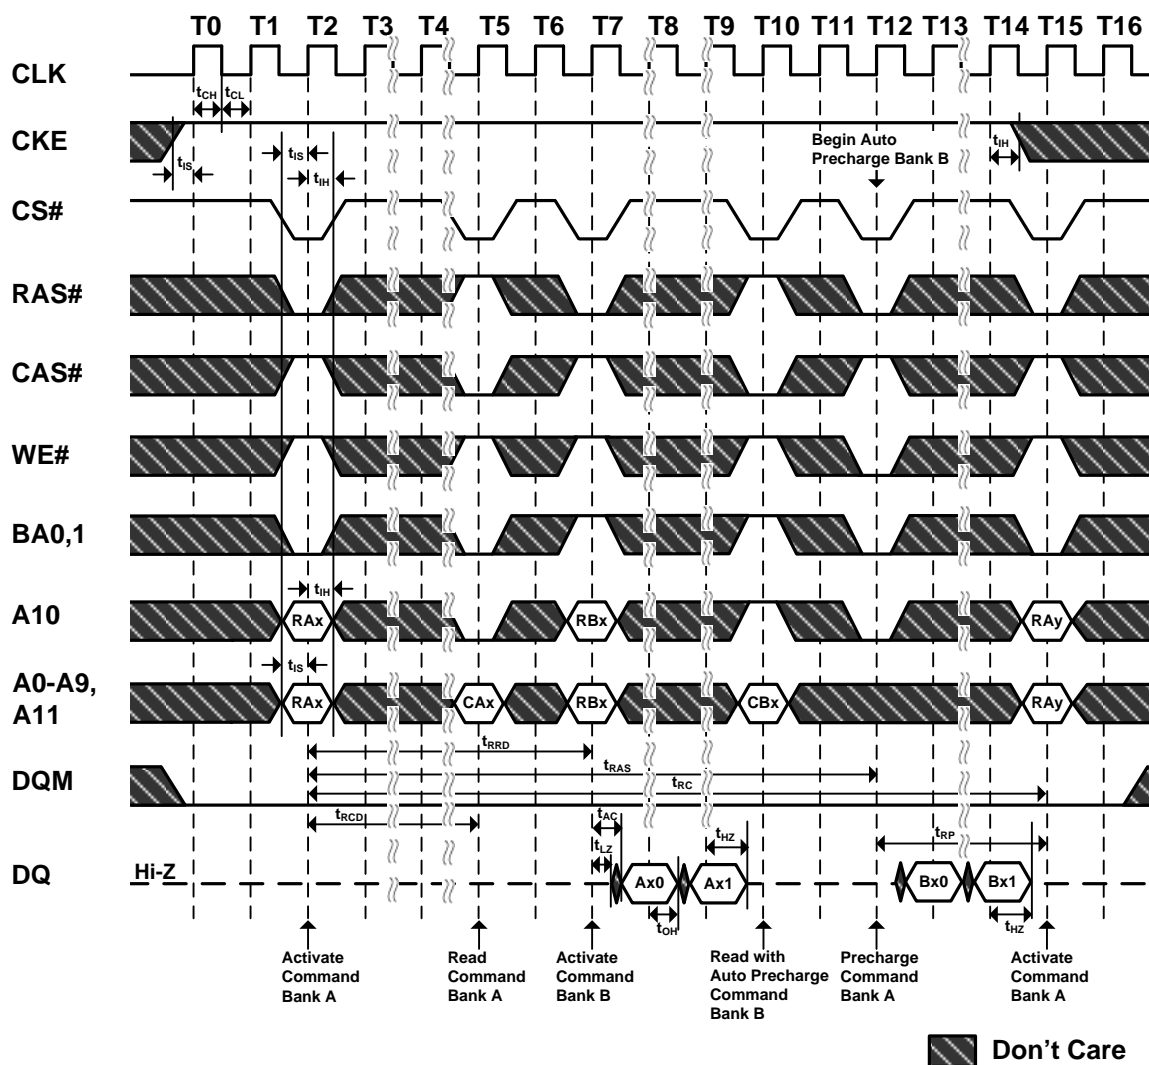 T0 T1 T2 T3 T4 T5 T6 T7 T8 T9 T10 T11 T12 T13 T14 T15 T16
CLK
tCH tCL
CKE
tIS
tIS
tIH
Begin Auto
Precharge Bank B
tIH
CS#
RAS#
CAS#
WE#
BA0,1
tIH
A10
RAx RBx RAy
tIS
A0-A9,
A11
RAx CAx RBx CBx RAy
tRRD
tRAS
DQM
tRC
tRCD
tAC
tHZ
tRP
tLZ
DQ
Hi-Z
Ax0 Ax1 Bx0 Bx1
tOH
tHZ
Activate
Command
Bank A
Read
Command
Bank A
Activate
Command
Bank B
Read with
Auto Precharge
Command
Bank B
Precharge
Command
Bank A
Activate
Command
Bank A
Don't Care